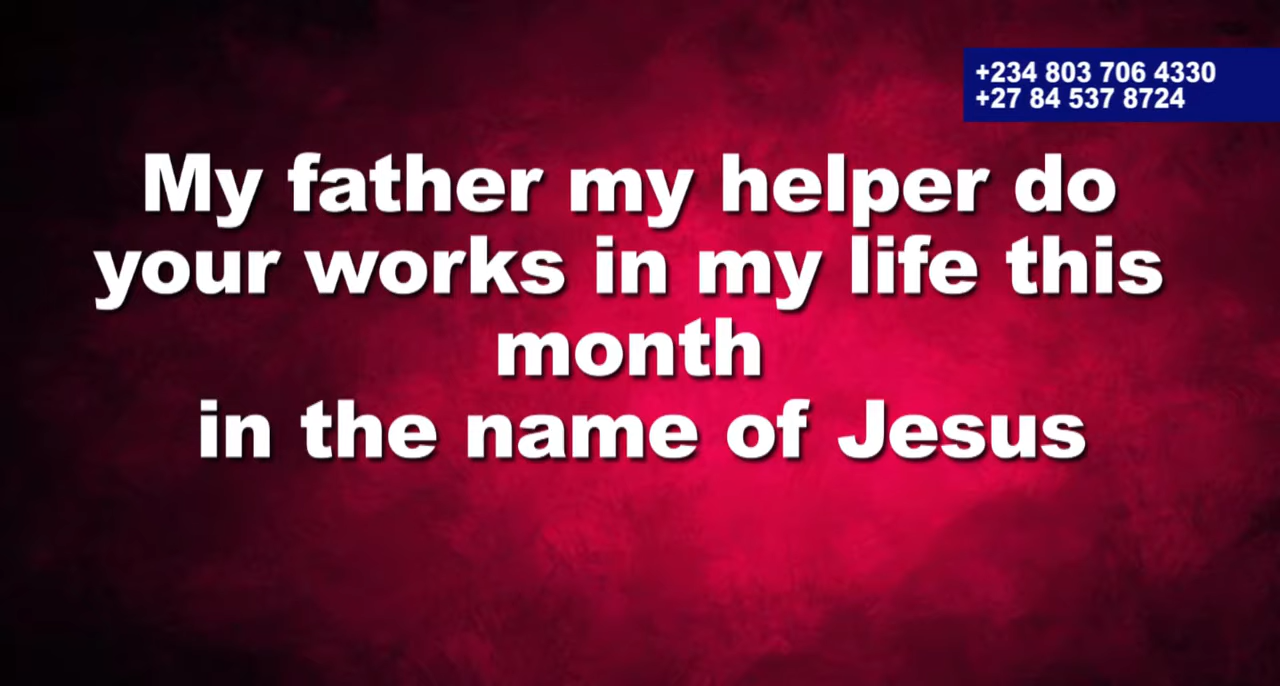 +234 803 706 4330
+27 84 537 8724
My father my helper do
your works in my life this
month
in the name of Jesus